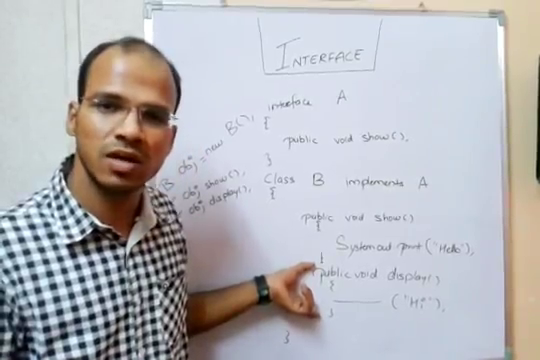 INTERFACE
interface A
{
public void show();
}
Class B implements A
{
public void show()
{
System.out.print("Hello");
}
public void display()
{
("Hi");
}
}
B obj = new B();
obj.show();
obj.display();